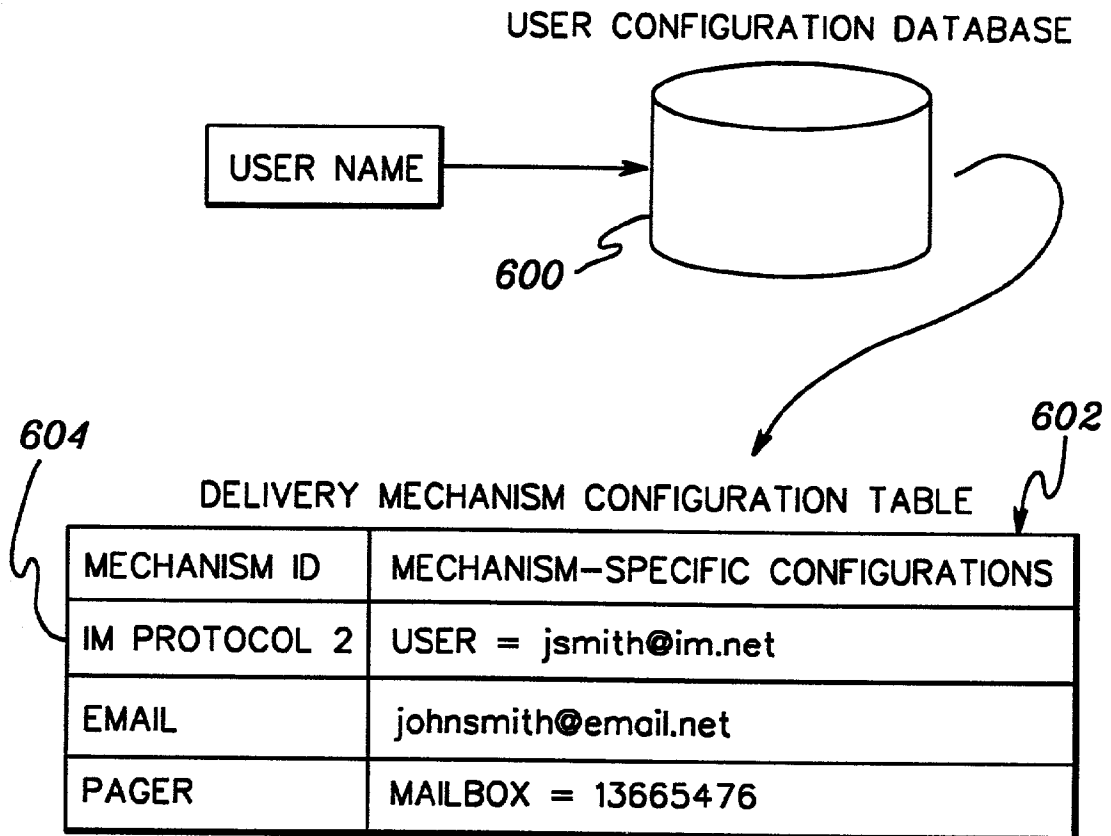 USER CONFIGURATION DATABASE
USER NAME
600
602
604
DELIVERY MECHANISM CONFIGURATION TABLE
MECHANISM ID MECHANISM-SPECIFIC CONFIGURATIONS
IM PROTOCOL 2 USER = jsmith@im.net
EMAIL johnsmith@email.net
PAGER MAILBOX = 13665476